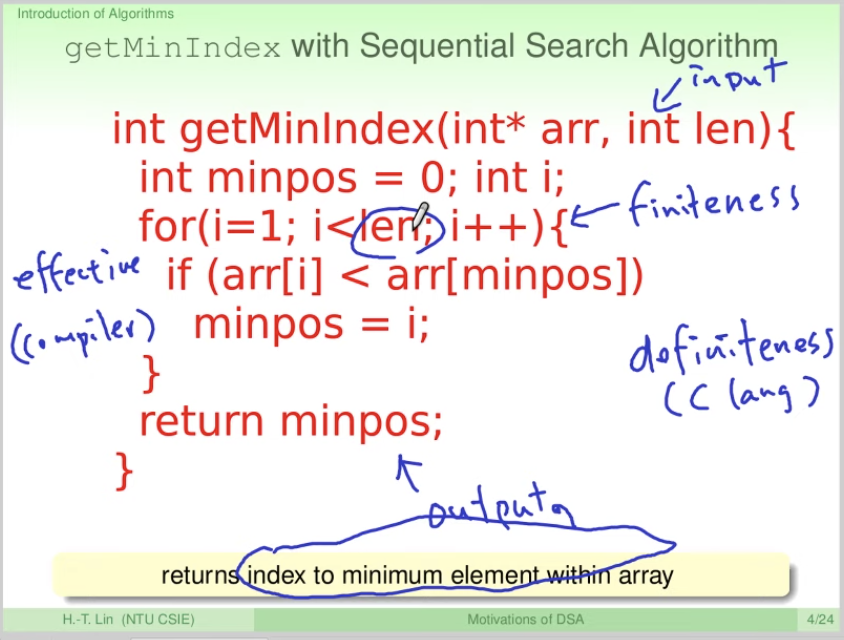 Introduction of Algorithms
getMinIndex with Sequential Search Algorithm
input
int getMinIndex(int* arr, int len){
int minpos = 0; int i;
for(i=1; i<len; i++){
finiteness
effective
if (arr[i] < arr[minpos])
(compiler)
minpos = i;
definiteness
(C lang)
}
return minpos;
}
output
returns index to minimum element within array
H.-T. Lin (NTU CSIE)
Motivations of DSA
4/24